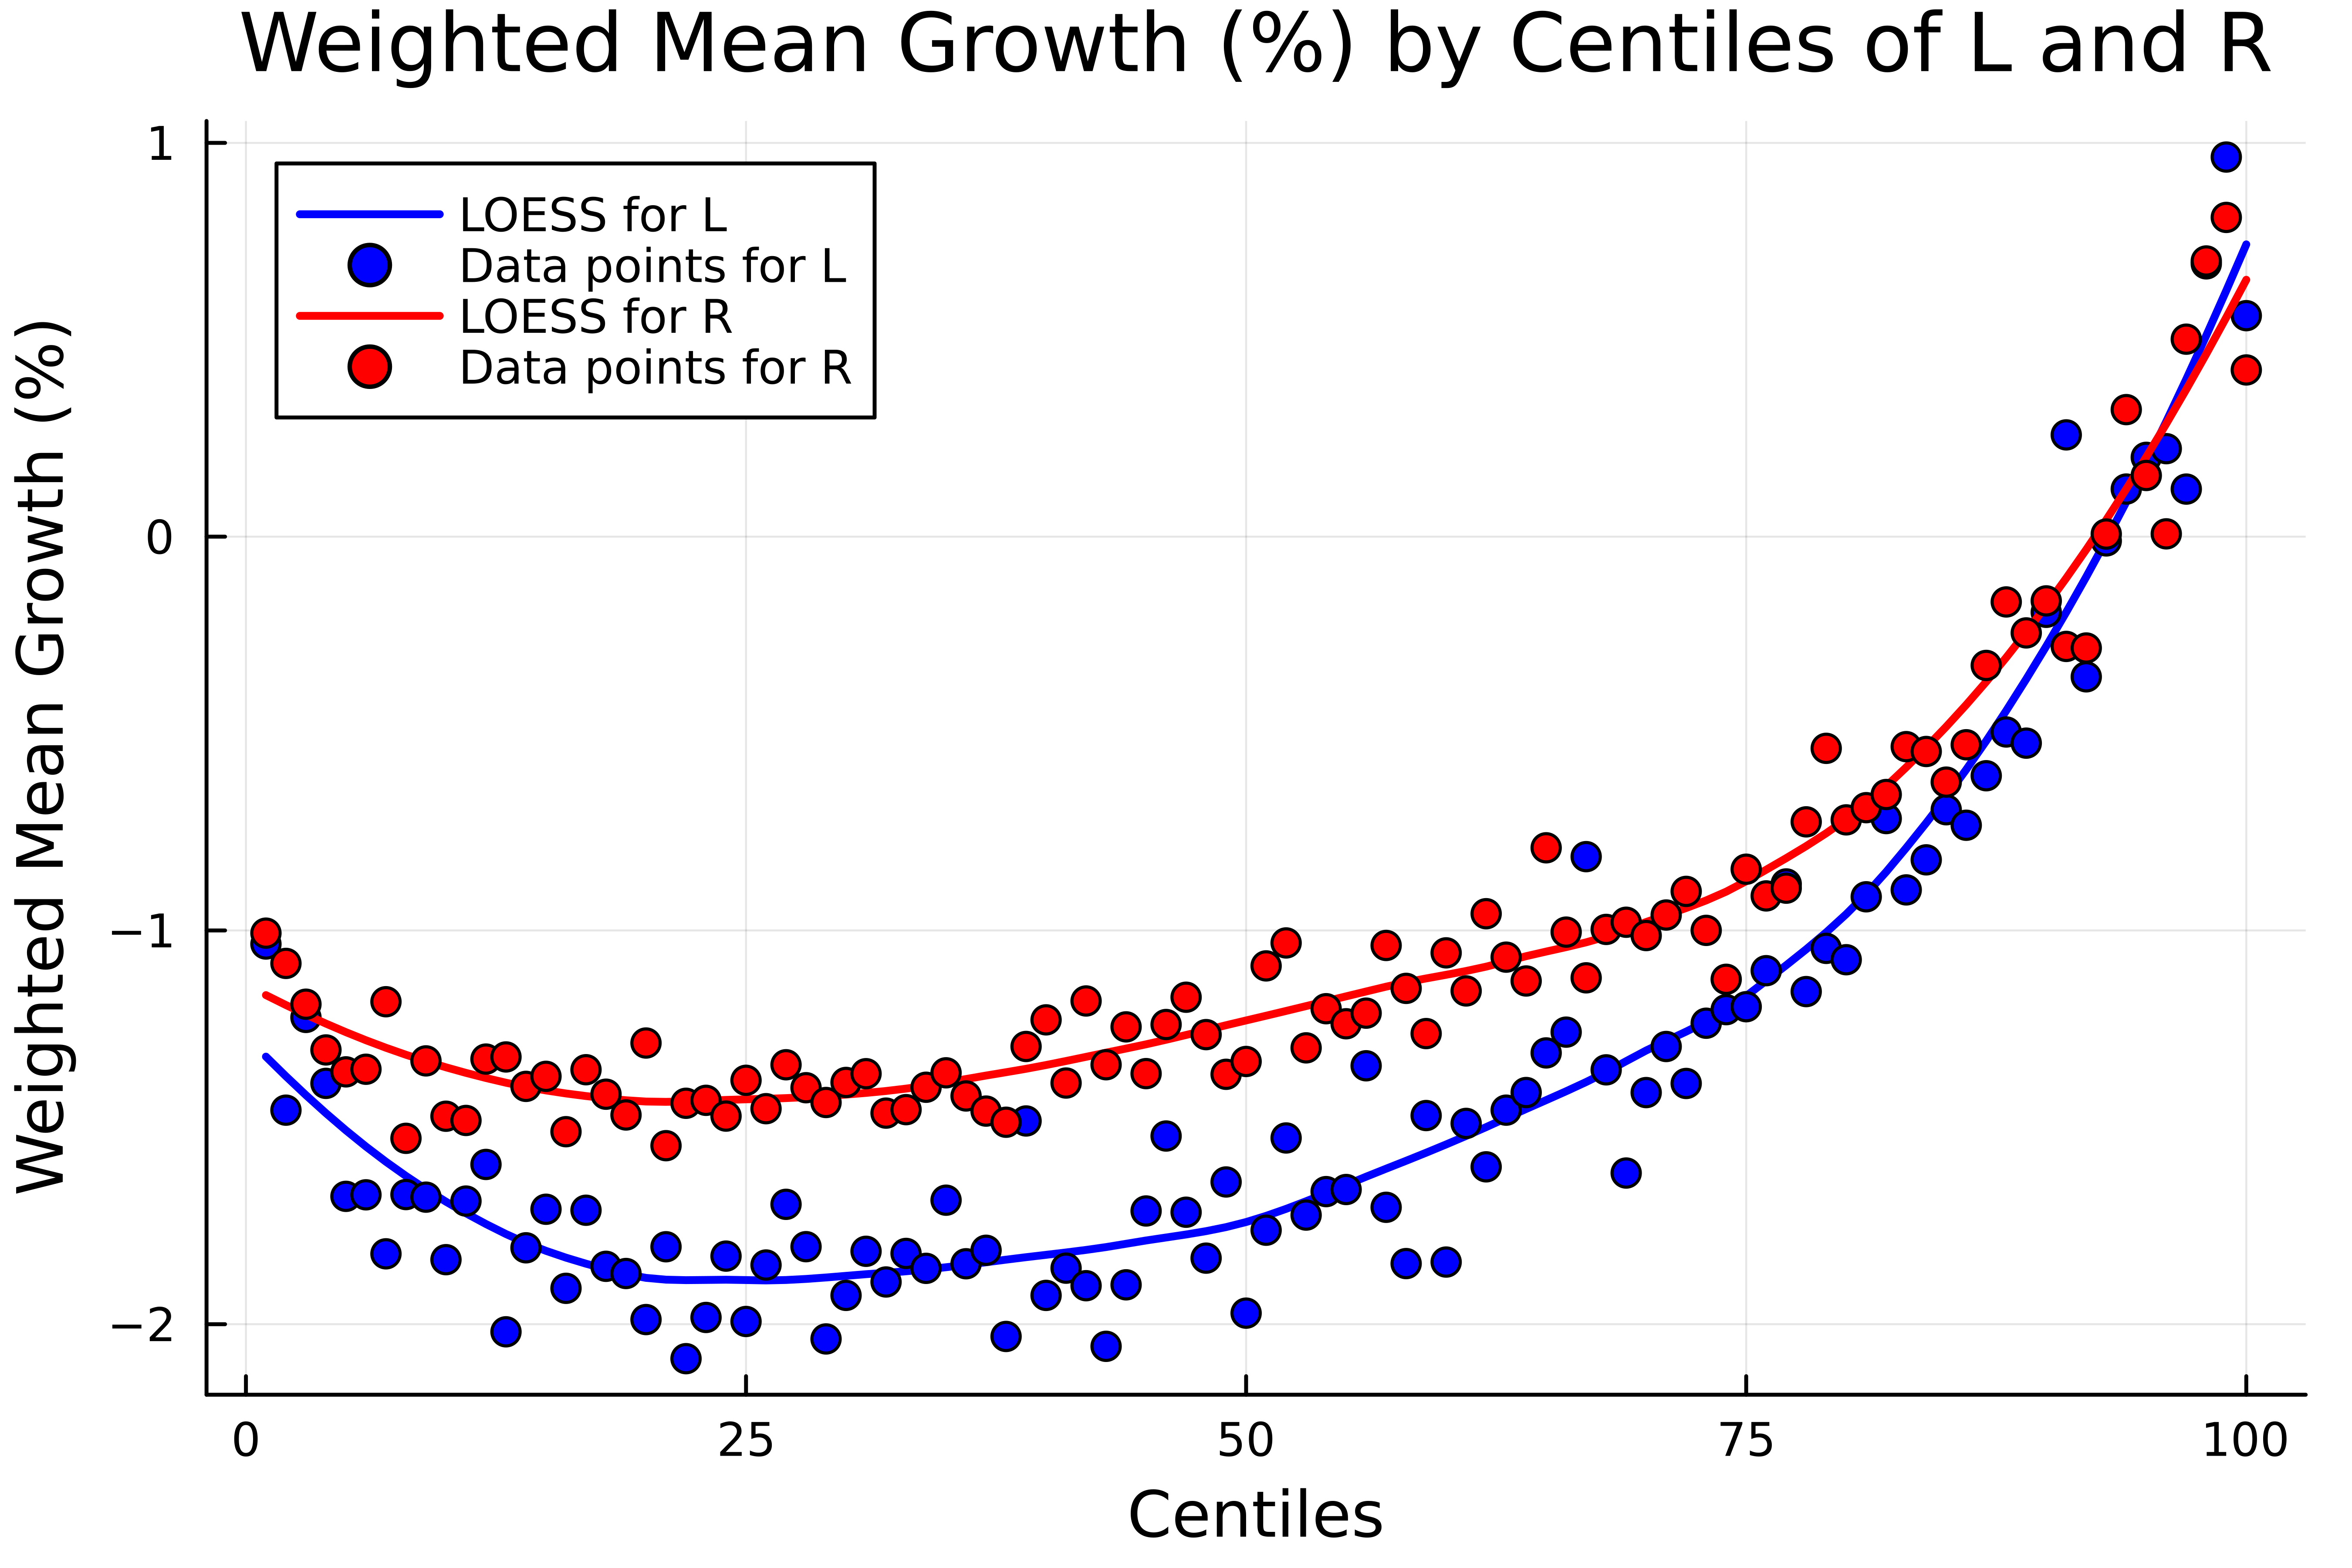 Weighted Mean Growth (%) by Centiles of L and R
Weighted Mean Growth (%)
1
0
−1
−2
LOESS for L
Data points for L
LOESS for R
Data points for R
0 25 50 75 100
Centiles